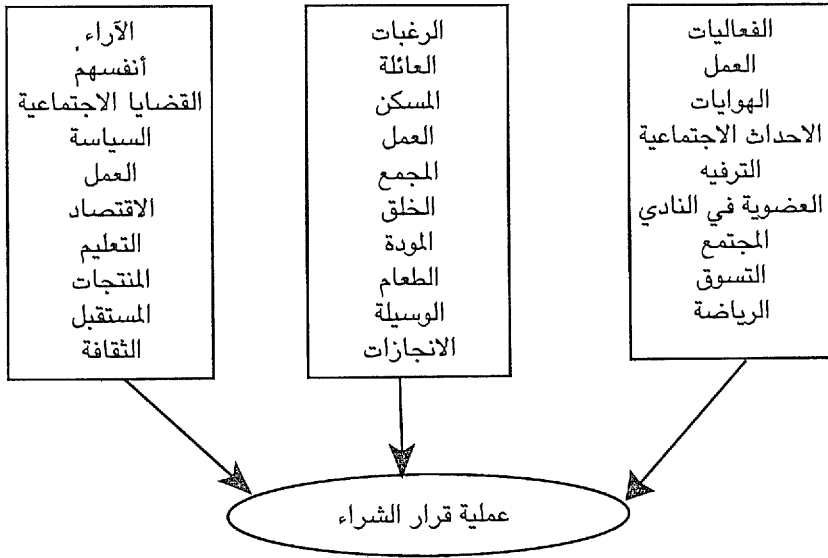 الفعاليات
العمل
الهوايات
الاحداث الاجتماعية
الترفيه
العضوية في النادي
المجتمع
التسوق
الرياضة
الرغبات
العائلة
المسكن
العمل
المجمع
الخلق
المودة
الطعام
الوسيلة
الانجازات
الآراء
أنفسهم
القضايا الاجتماعية
السياسة
العمل
الاقتصاد
التعليم
المنتجات
المستقبل
الثقافة
عملية قرار الشراء